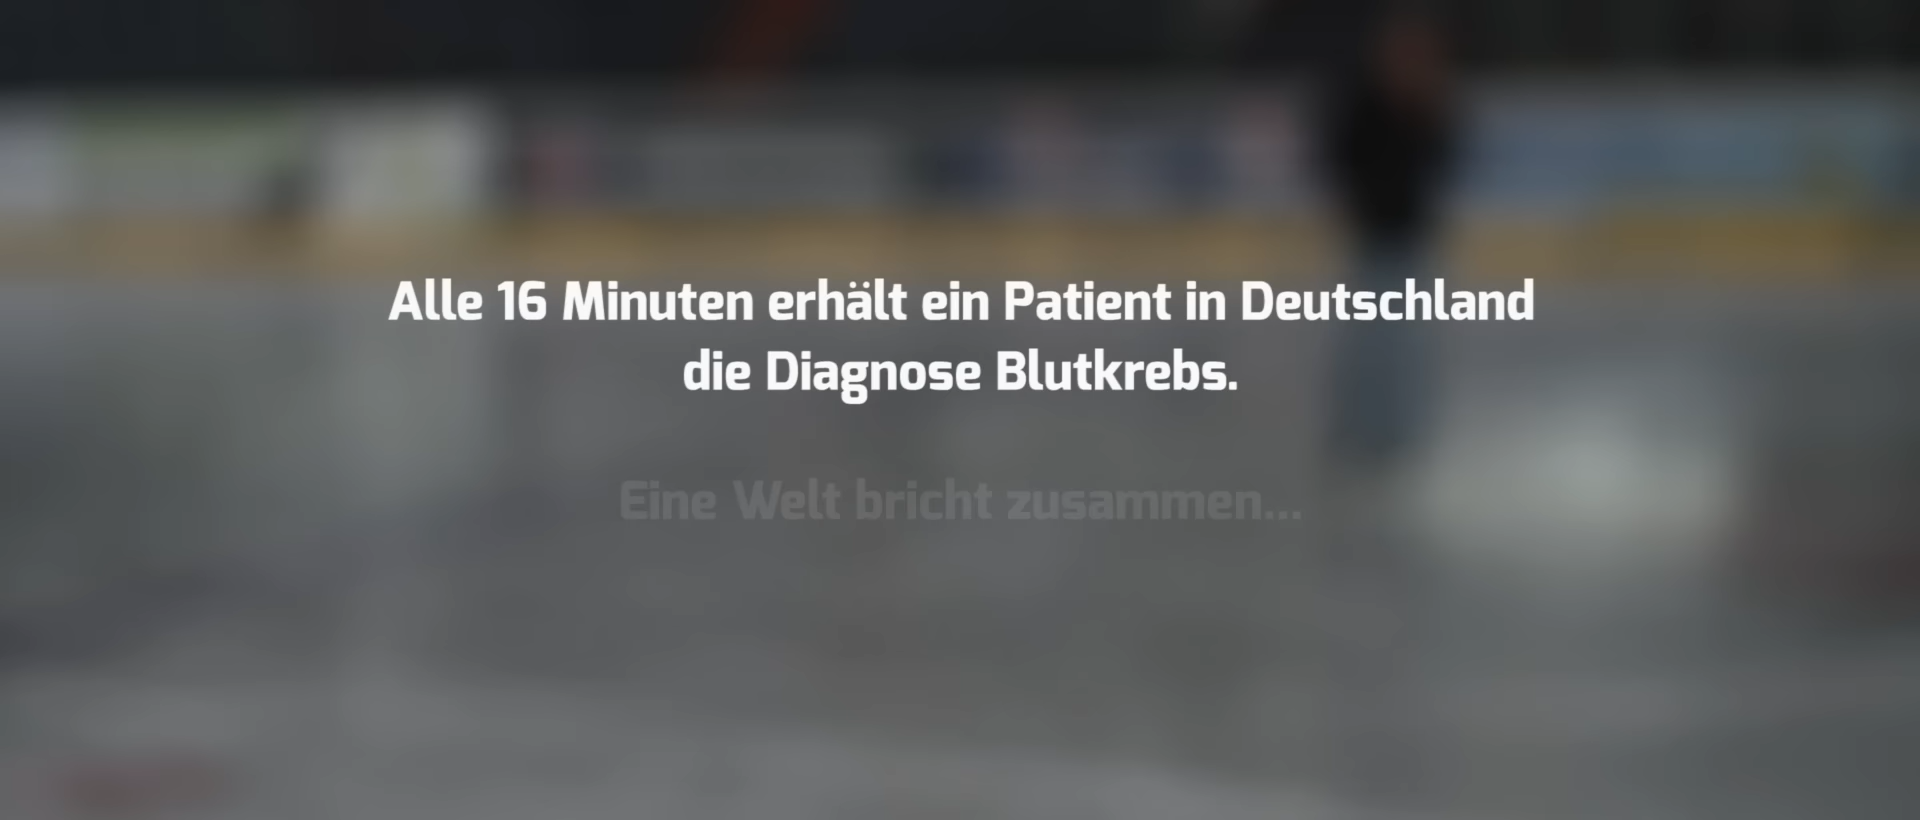 Alle 16 Minuten erhält ein Patient in Deutschland
die Diagnose Blutkrebs.
Eine Welt bricht zusammen...